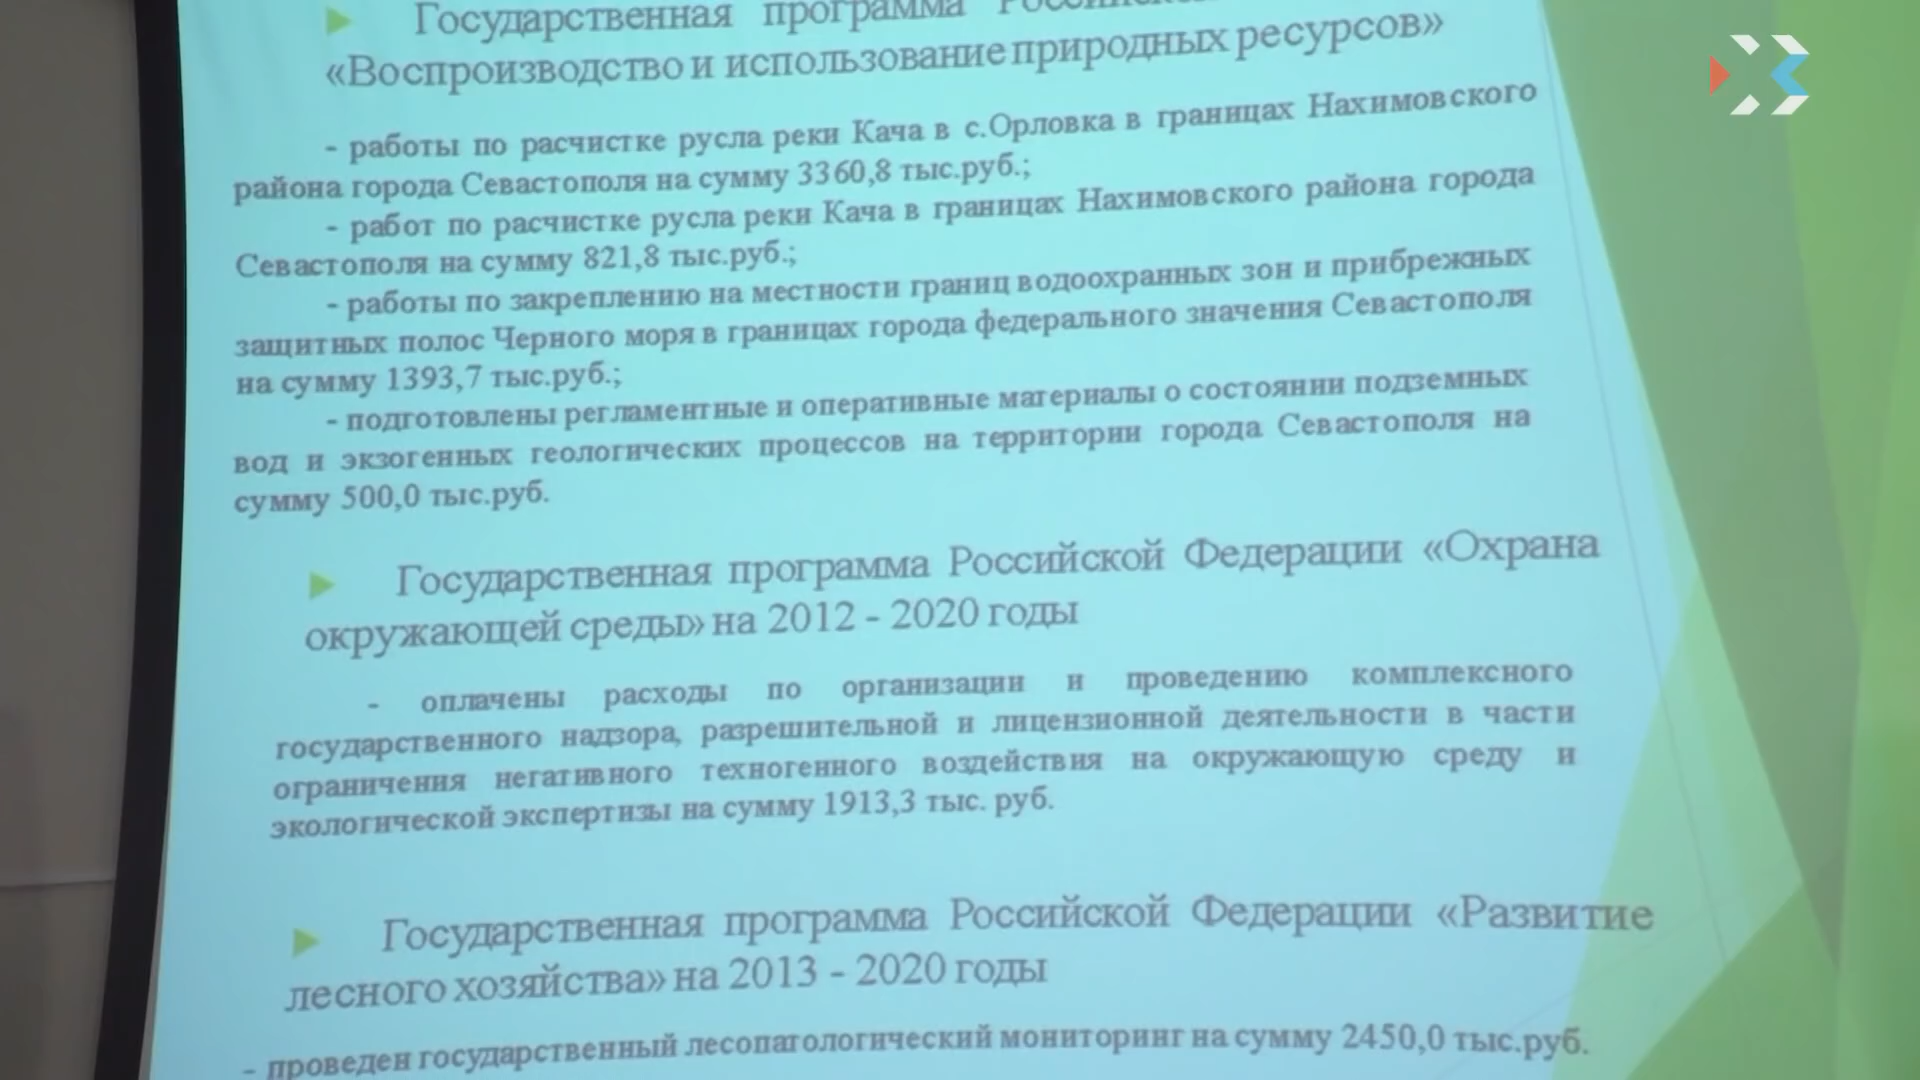 Государственная программа
«Воспроизводство и использование природных ресурсов»
- работы по расчистке русла реки Кача в с.Орловка в границах Нахимовского
района города Севастополя на сумму 3360,8 тыс.руб.;
- работ по расчистке русла реки Кача в границах Нахимовского района города
Севастополя на сумму 821,8 тыс.руб.;
- работы по закреплению на местности границ водоохранных зон и прибрежных
защитных полос Черного моря в границах города федерального значения Севастополя
на сумму 1393,7 тыс.руб.;
- подготовлены регламентные и оперативные материалы о состоянии подземных
вод и экзогенных геологических процессов на территории города Севастополя на
сумму 500,0 тыс.руб.
Государственная программа Российской Федерации «Охрана
окружающей среды» на 2012 - 2020 годы
- оплачены расходы по организации и проведению комплексного
государственного надзора, разрешительной и лицензионной деятельности в части
ограничения негативного техногенного воздействия на окружающую среду и
экологической экспертизы на сумму 1913,3 тыс. руб.
Государственная программа Российской Федерации «Развитие
лесного хозяйства» на 2013 - 2020 годы
- проведен государственный лесопатологический мониторинг на сумму 2450,0 тыс.руб.